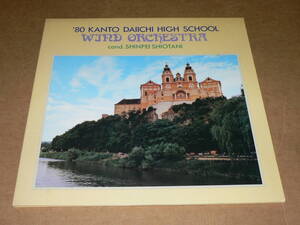 '80 KANTO DAIICHI HIGH SCHOOL
WIND ORCHESTRA
cond. SHINPEI SHIOTANI